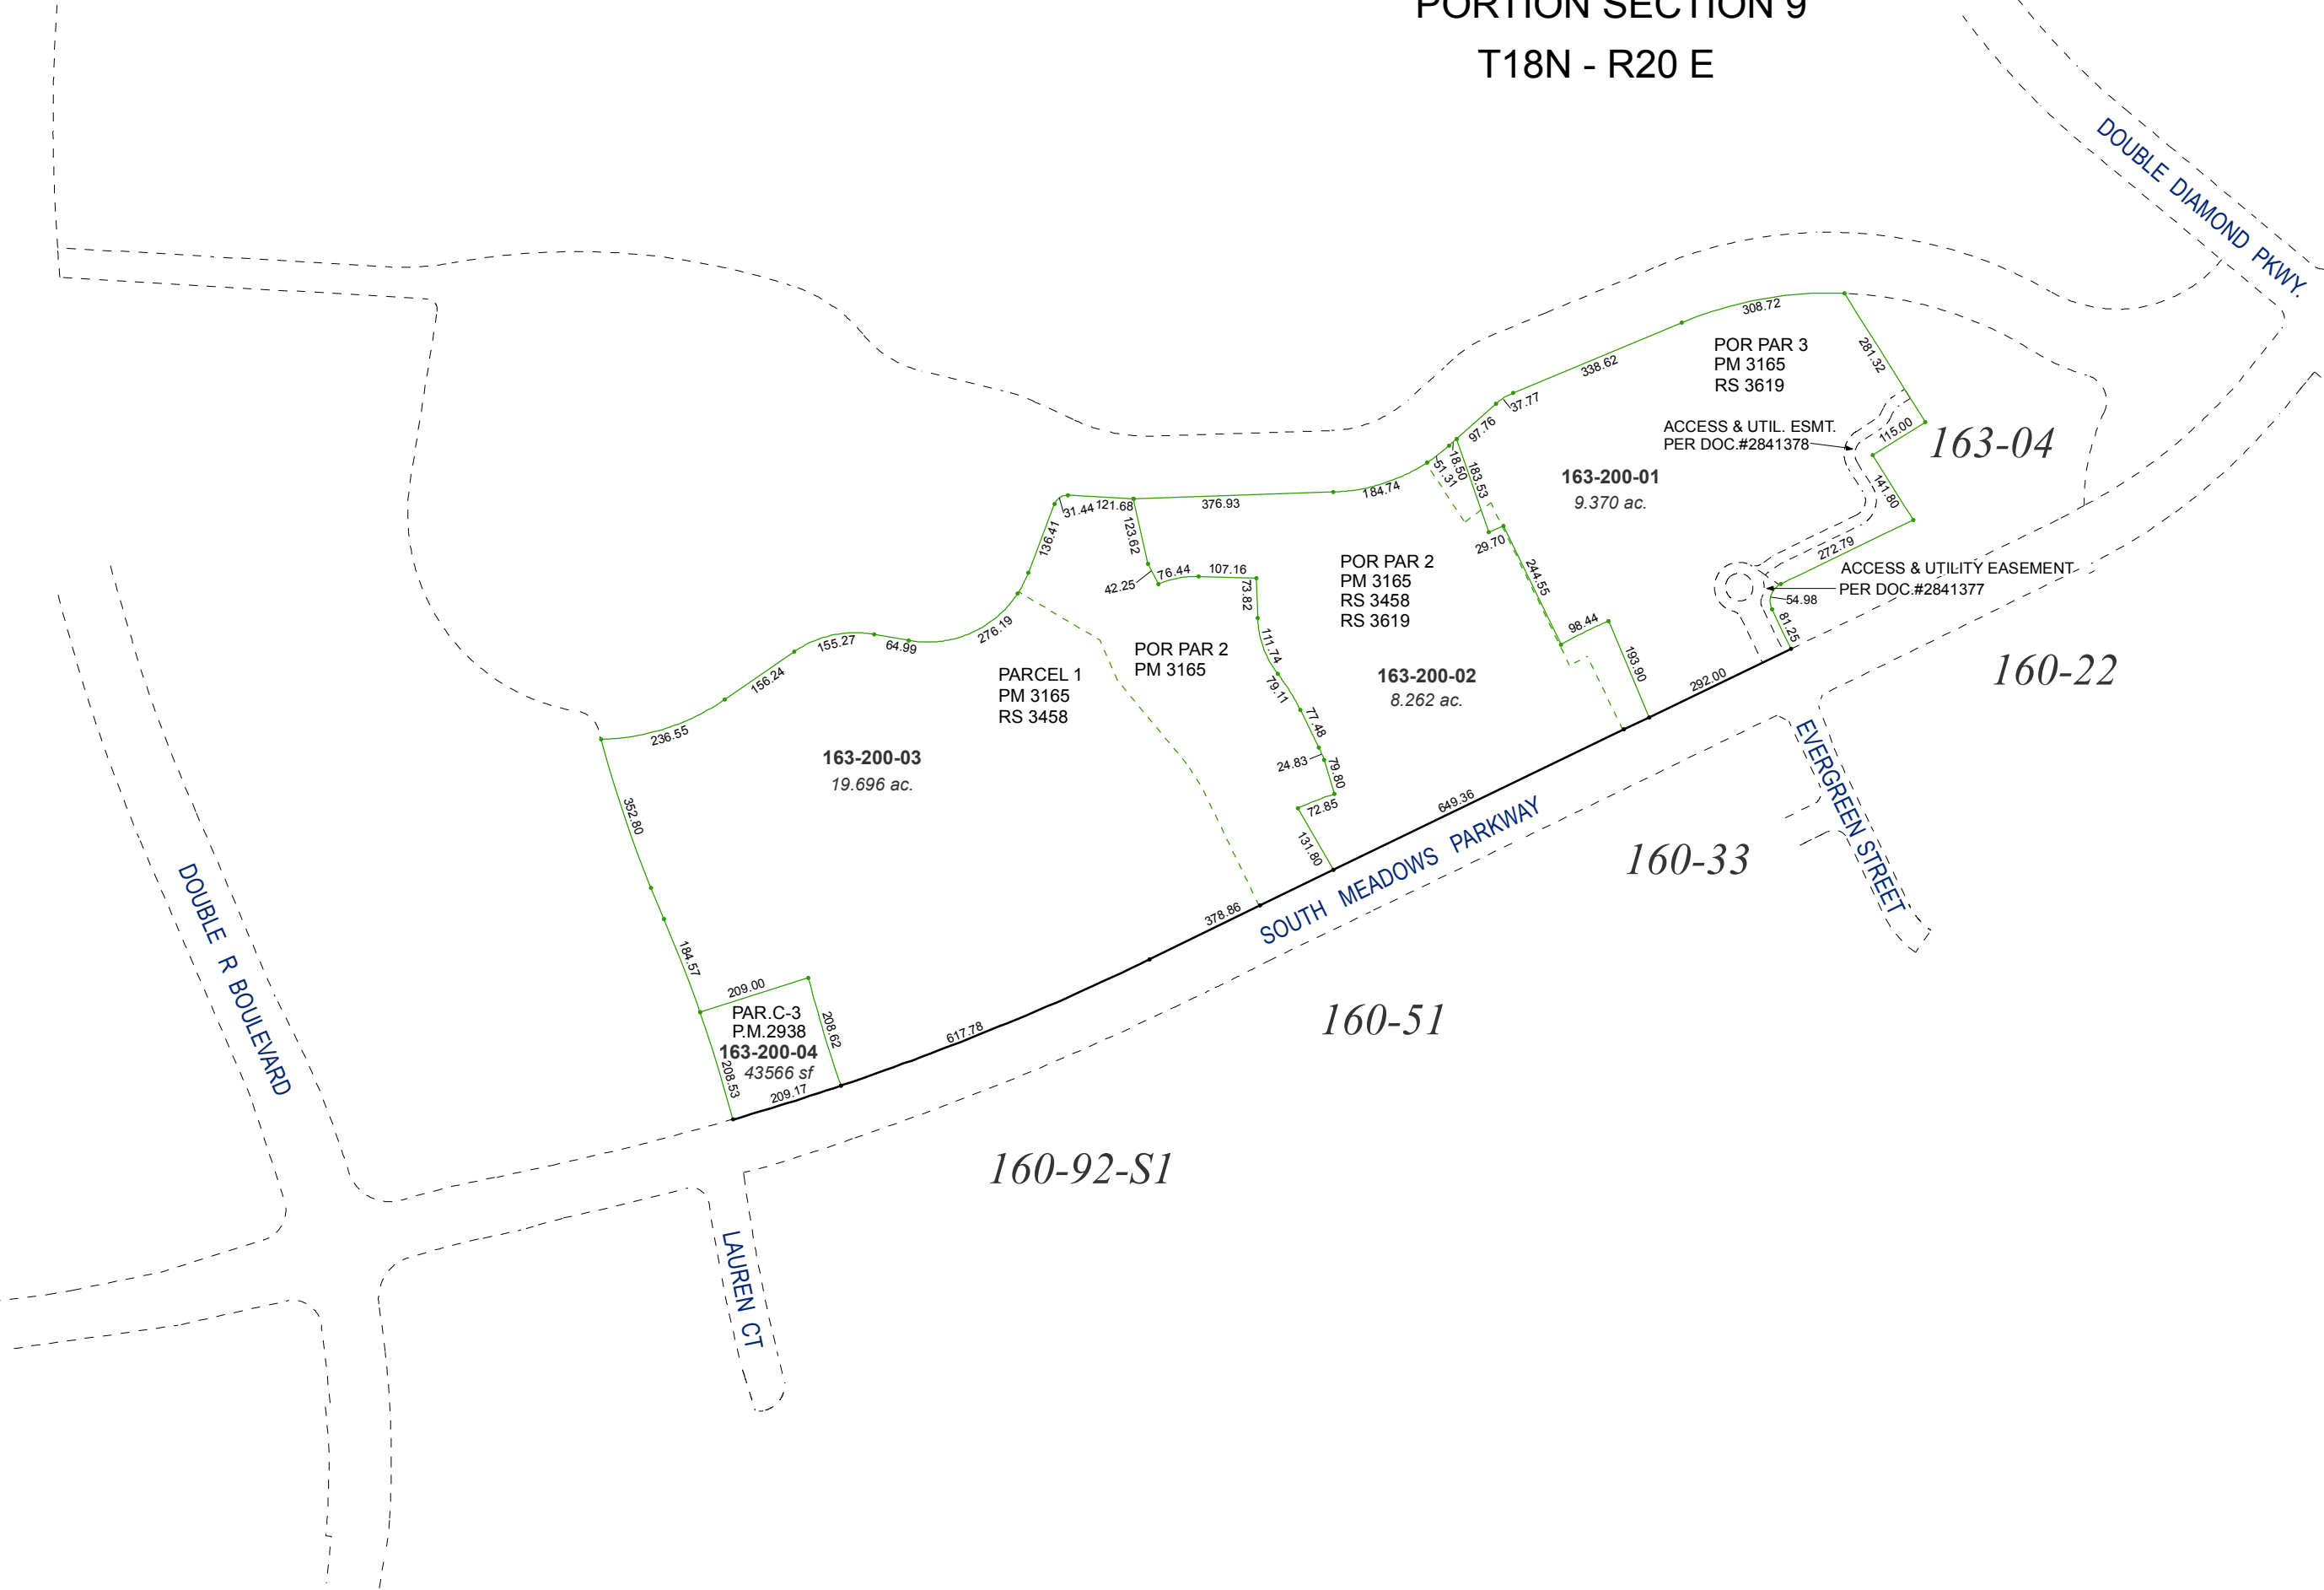 PORTION SECTION 9
T18N - R20 E
DOUBLE DIAMOND PKWY.
308.72
338.62
37.77
97.76
281.32
POR PAR 3
PM 3165
RS 3619
ACCESS & UTIL. ESMT.
PER DOC.#2841378
115.00
163-04
163-200-01
9.370 ac.
141.80
272.79
ACCESS & UTILITY EASEMENT
PER DOC.#2841377
54.98
81.25
18.50
51.31
183.53
29.70
244.55
98.44
193.90
292.00
184.74
376.93
121.68
31.44
136.41
123.62
42.25
76.44
107.16
73.82
111.74
79.11
77.48
24.83
79.80
72.85
131.80
POR PAR 2
PM 3165
RS 3458
RS 3619
163-200-02
8.262 ac.
649.36
POR PAR 2
PM 3165
PARCEL 1
PM 3165
RS 3458
276.19
64.99
155.27
156.24
236.55
352.80
163-200-03
19.696 ac.
184.57
209.00
PAR.C-3
P.M.2938
163-200-04
43566 sf
208.62
208.53
209.17
617.78
378.86
SOUTH MEADOWS PARKWAY
EVERGREEN STREET
DOUBLE R BOULEVARD
LAUREN CT
160-22
160-33
160-51
160-92-S1